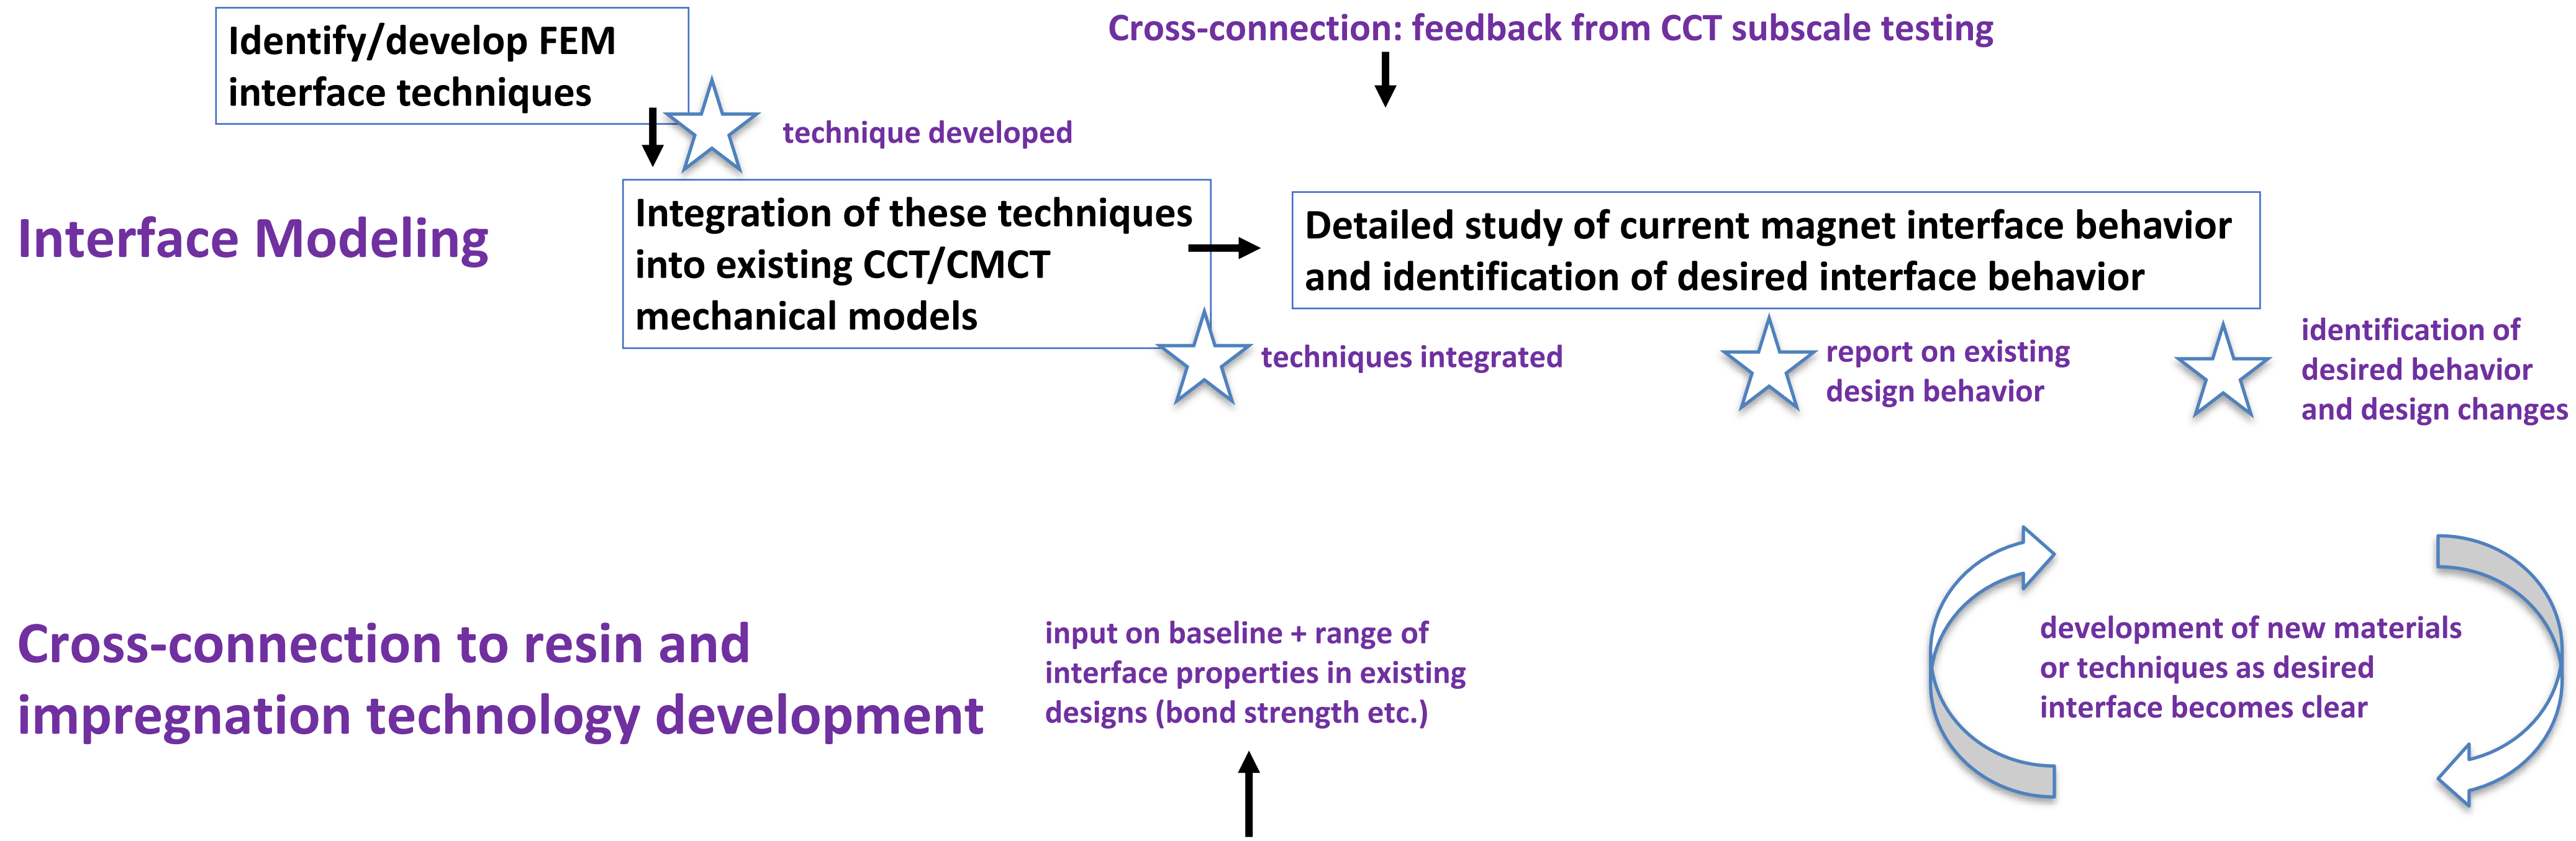 Identify/develop FEM
interface techniques
Cross-connection: feedback from CCT subscale testing
technique developed
Interface Modeling
Integration of these techniques
into existing CCT/CMCT
mechanical models
Detailed study of current magnet interface behavior
and identification of desired interface behavior
techniques integrated
report on existing
design behavior
identification of
desired behavior
and design changes
Cross-connection to resin and
impregnation technology development
input on baseline + range of
interface properties in existing
designs (bond strength etc.)
development of new materials
or techniques as desired
interface becomes clear